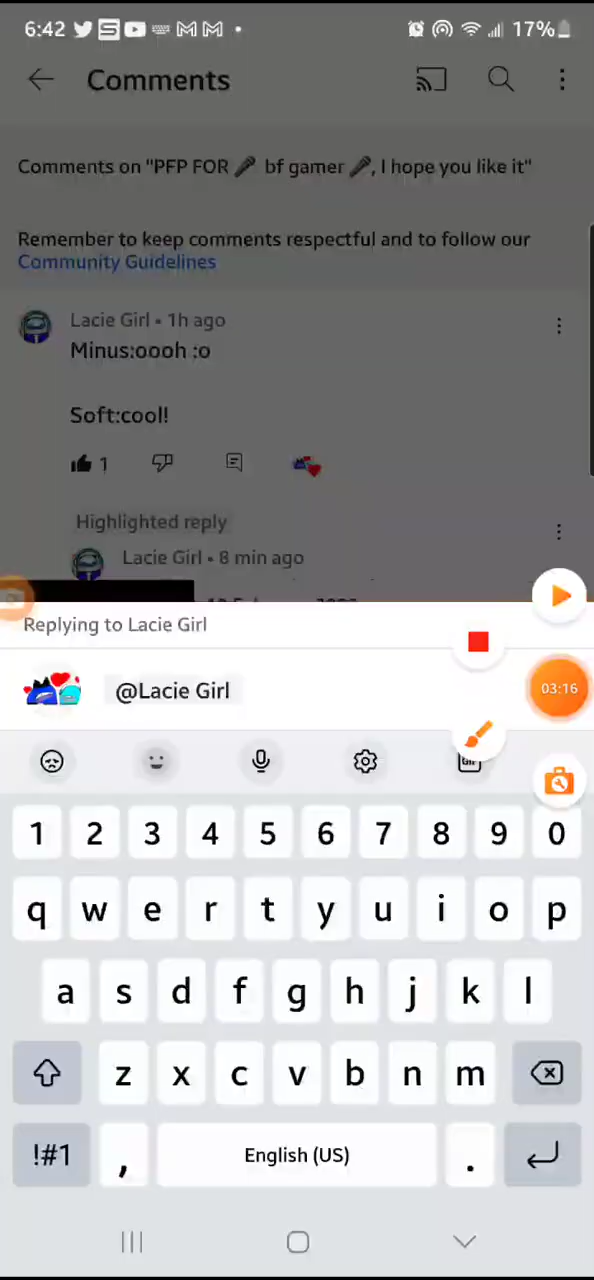 6:42 17%
Comments
Comments on "PFP FOR 🎤 bf gamer 🎤, I hope you like it"
Remember to keep comments respectful and to follow our
Community Guidelines
Lacie Girl • 1h ago
Minus:oooh :o
Soft:cool!
1
Highlighted reply
Lacie Girl • 8 min ago
Replying to Lacie Girl
@Lacie Girl
03:16
GIF
1 2 3 4 5 6 7 8 9 0
q w e r t y u i o p
a s d f g h j k l
z x c v b n m
!#1 , English (US) .